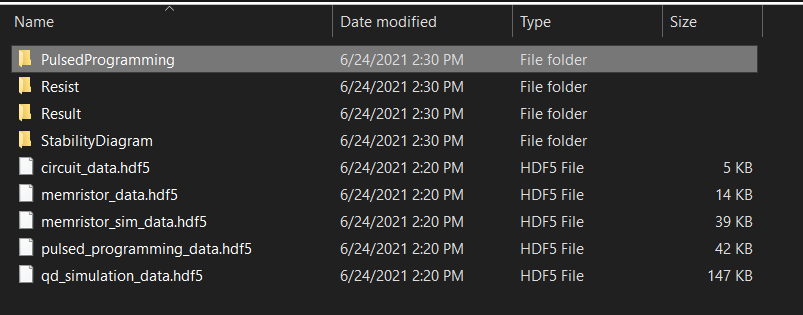 Name Date modified Type Size
PulsedProgramming 6/24/2021 2:30 PM File folder
Resist 6/24/2021 2:30 PM File folder
Result 6/24/2021 2:30 PM File folder
StabilityDiagram 6/24/2021 2:30 PM File folder
circuit_data.hdf5 6/24/2021 2:20 PM HDF5 File 5 KB
memristor_data.hdf5 6/24/2021 2:20 PM HDF5 File 14 KB
memristor_sim_data.hdf5 6/24/2021 2:20 PM HDF5 File 39 KB
pulsed_programming_data.hdf5 6/24/2021 2:20 PM HDF5 File 42 KB
qd_simulation_data.hdf5 6/24/2021 2:20 PM HDF5 File 147 KB